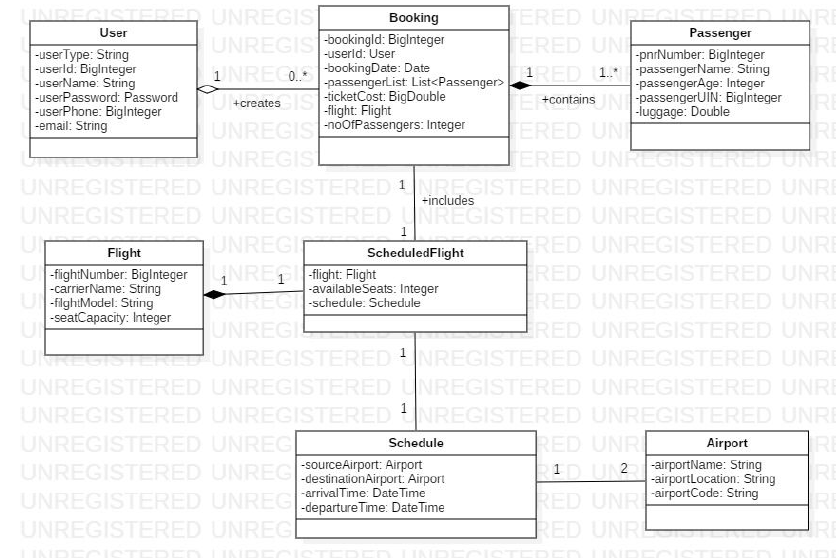 User
-userType: String
-userId: BigInteger
-userName: String
-userPassword: Password
-userPhone: BigInteger
-email: String
1
0..*
+creates
Booking
-bookingId: BigInteger
-userId: User
-bookingDate: Date
-passengerList: List<Passenger>
-ticketCost: BigDouble
-flight: Flight
-noOfPassengers: Integer
1
1..*
+contains
Passenger
-pnrNumber: BigInteger
-passengerName: String
-passengerAge: Integer
-passengerUIN: BigInteger
-luggage: Double
1
+includes
1
Flight
-flightNumber: BigInteger
-carrierName: String
-flightModel: String
-seatCapacity: Integer
1
1
ScheduledFlight
-flight: Flight
-availableSeats: Integer
-schedule: Schedule
1
1
Schedule
-sourceAirport: Airport
-destinationAirport: Airport
-arrivalTime: DateTime
-departureTime: DateTime
1
2
Airport
-airportName: String
-airportLocation: String
-airportCode: String
UNREGISTERED